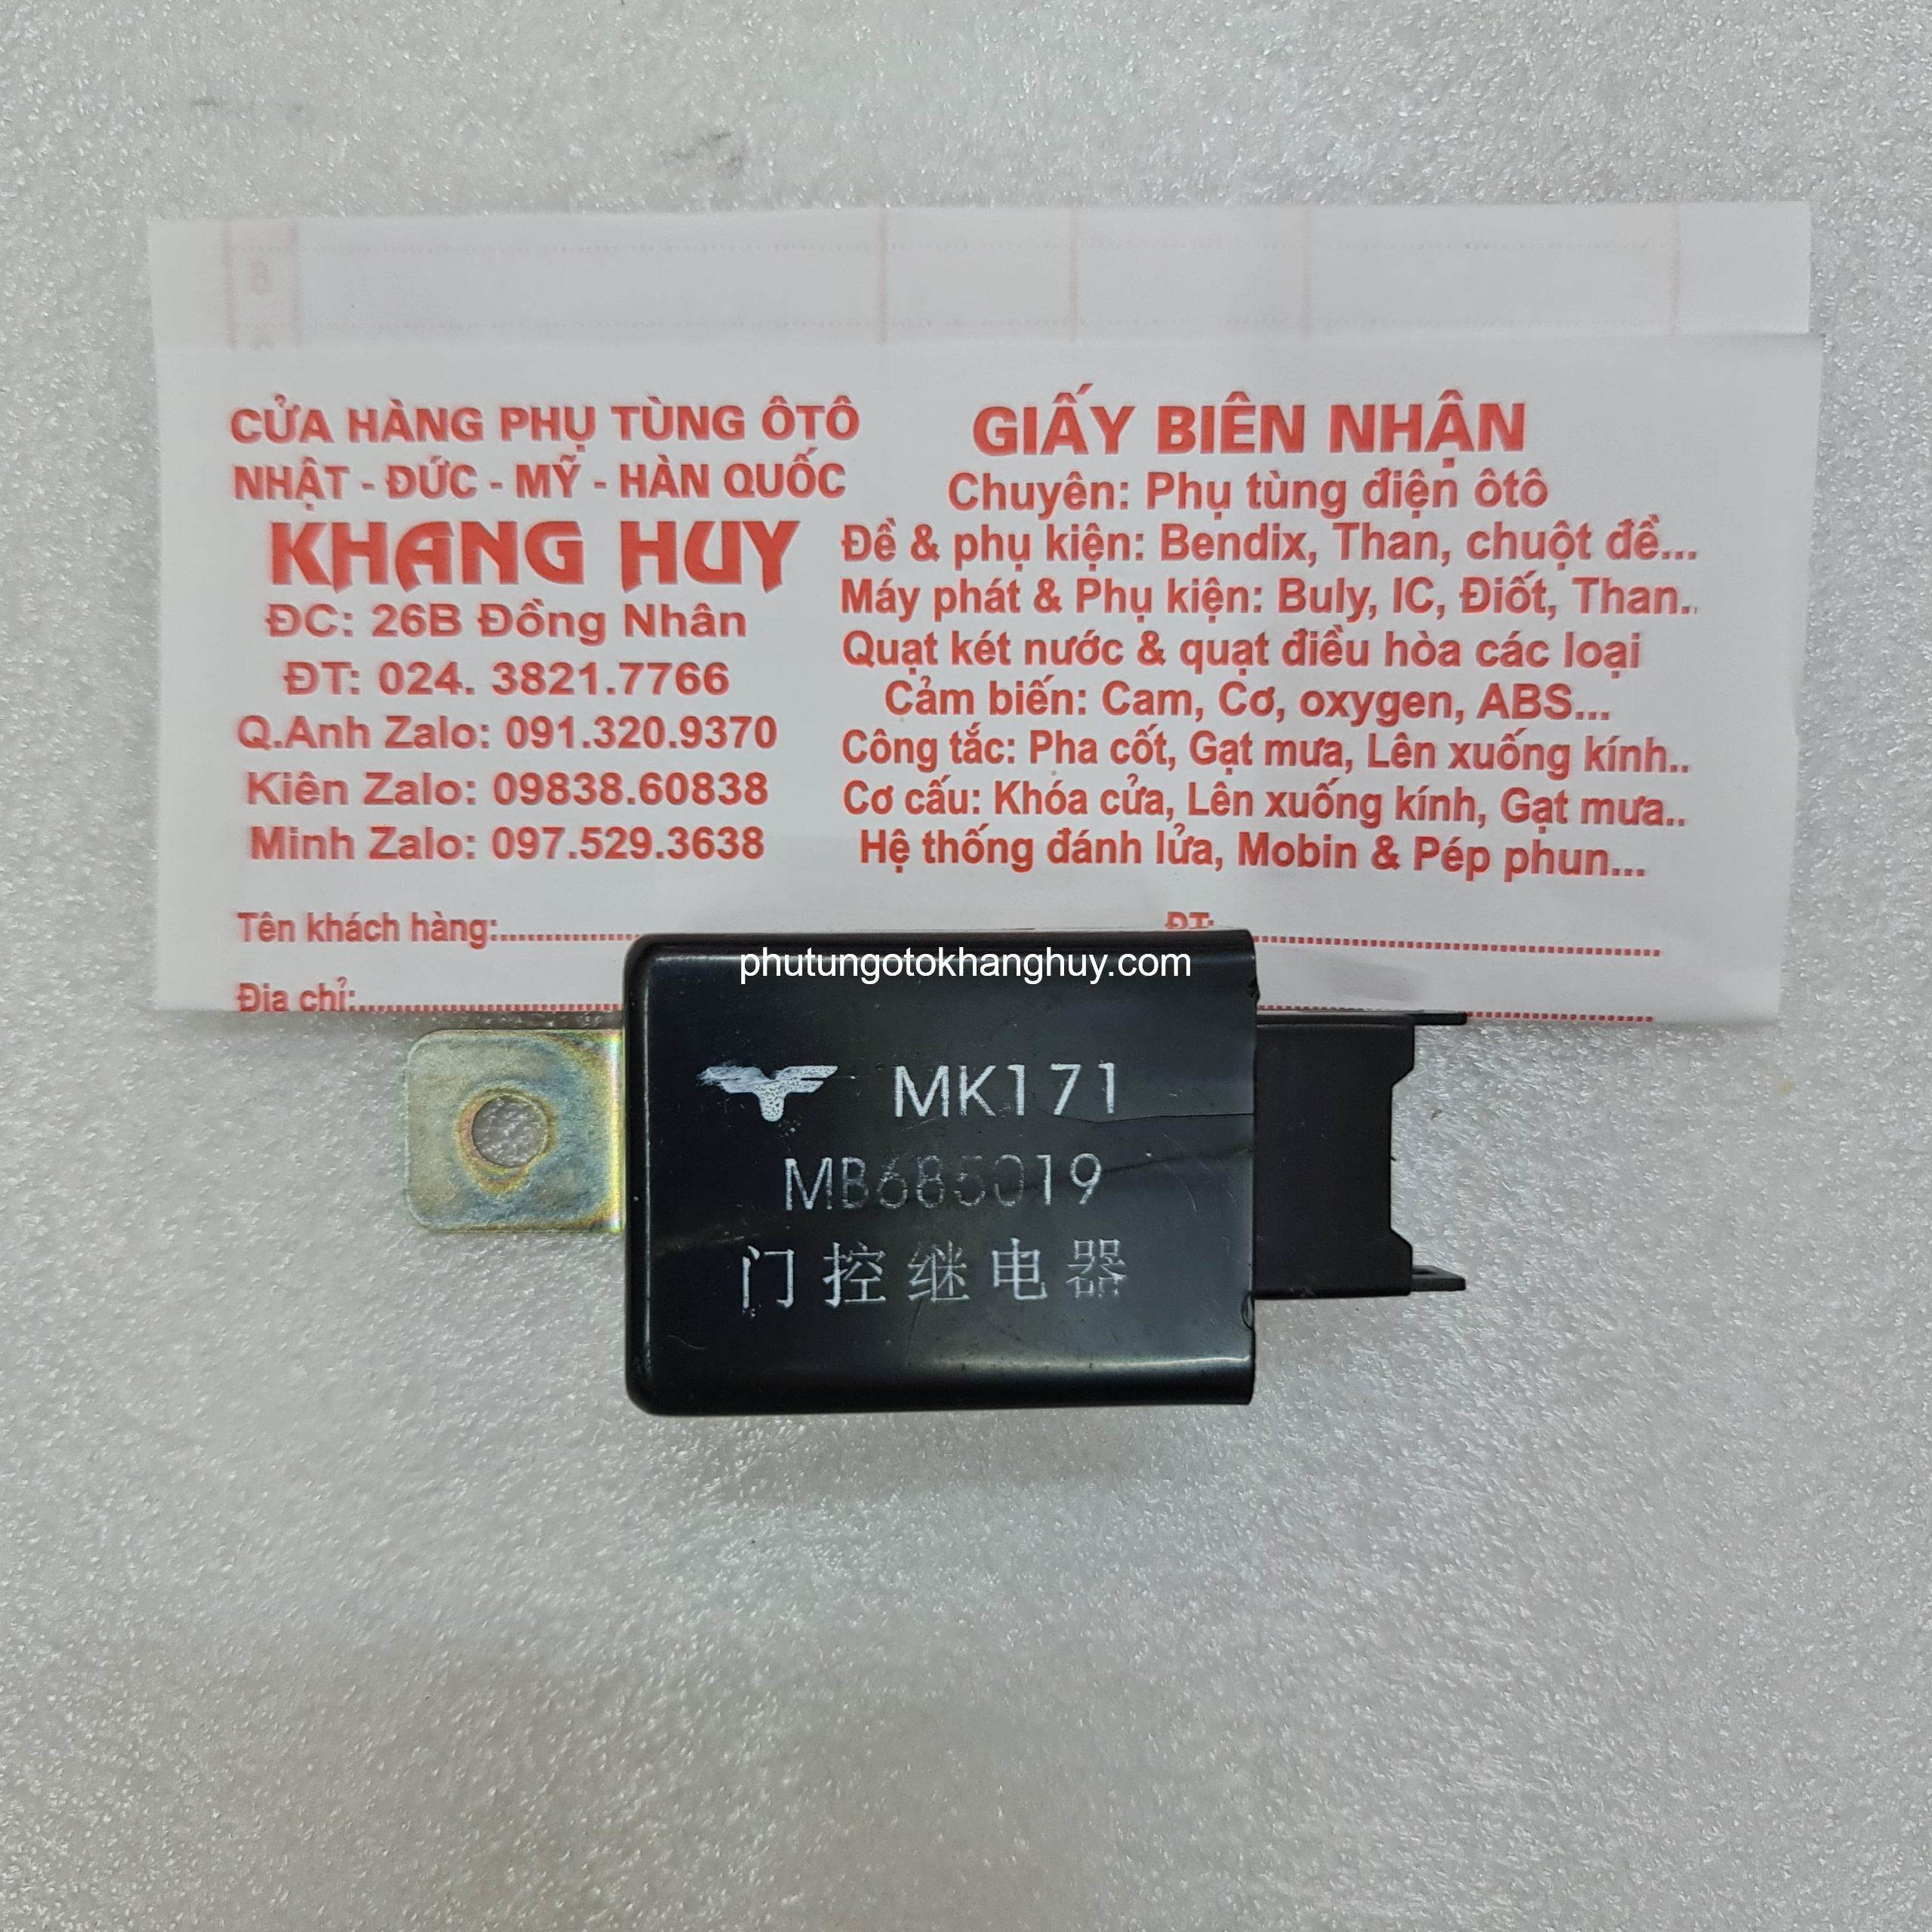 CỬA HÀNG PHỤ TÙNG ÔTÔ
NHẬT - ĐỨC - MỸ - HÀN QUỐC
KHANG HUY
ĐC: 26B Đồng Nhân
ĐT: 024. 3821.7766
Q.Anh Zalo: 091.320.9370
Kiên Zalo: 09838.60838
Minh Zalo: 097.529.3638
GIẤY BIÊN NHẬN
Chuyên: Phụ tùng điện ôtô
Đề & phụ kiện: Bendix, Than, chuột đề...
Máy phát & Phụ kiện: Buly, IC, Điốt, Than..
Quạt két nước & quạt điều hòa các loại
Cảm biến: Cam, Cơ, oxygen, ABS...
Công tắc: Pha cốt, Gạt mưa, Lên xuống kính..
Cơ cấu: Khóa cửa, Lên xuống kính, Gạt mưa..
Hệ thống đánh lửa, Mobin & Pép phun...
Tên khách hàng:.................... ĐT:....................
Địa chỉ:....................
phutungotokhanghuy.com
MK171
MB685019
门控继电器